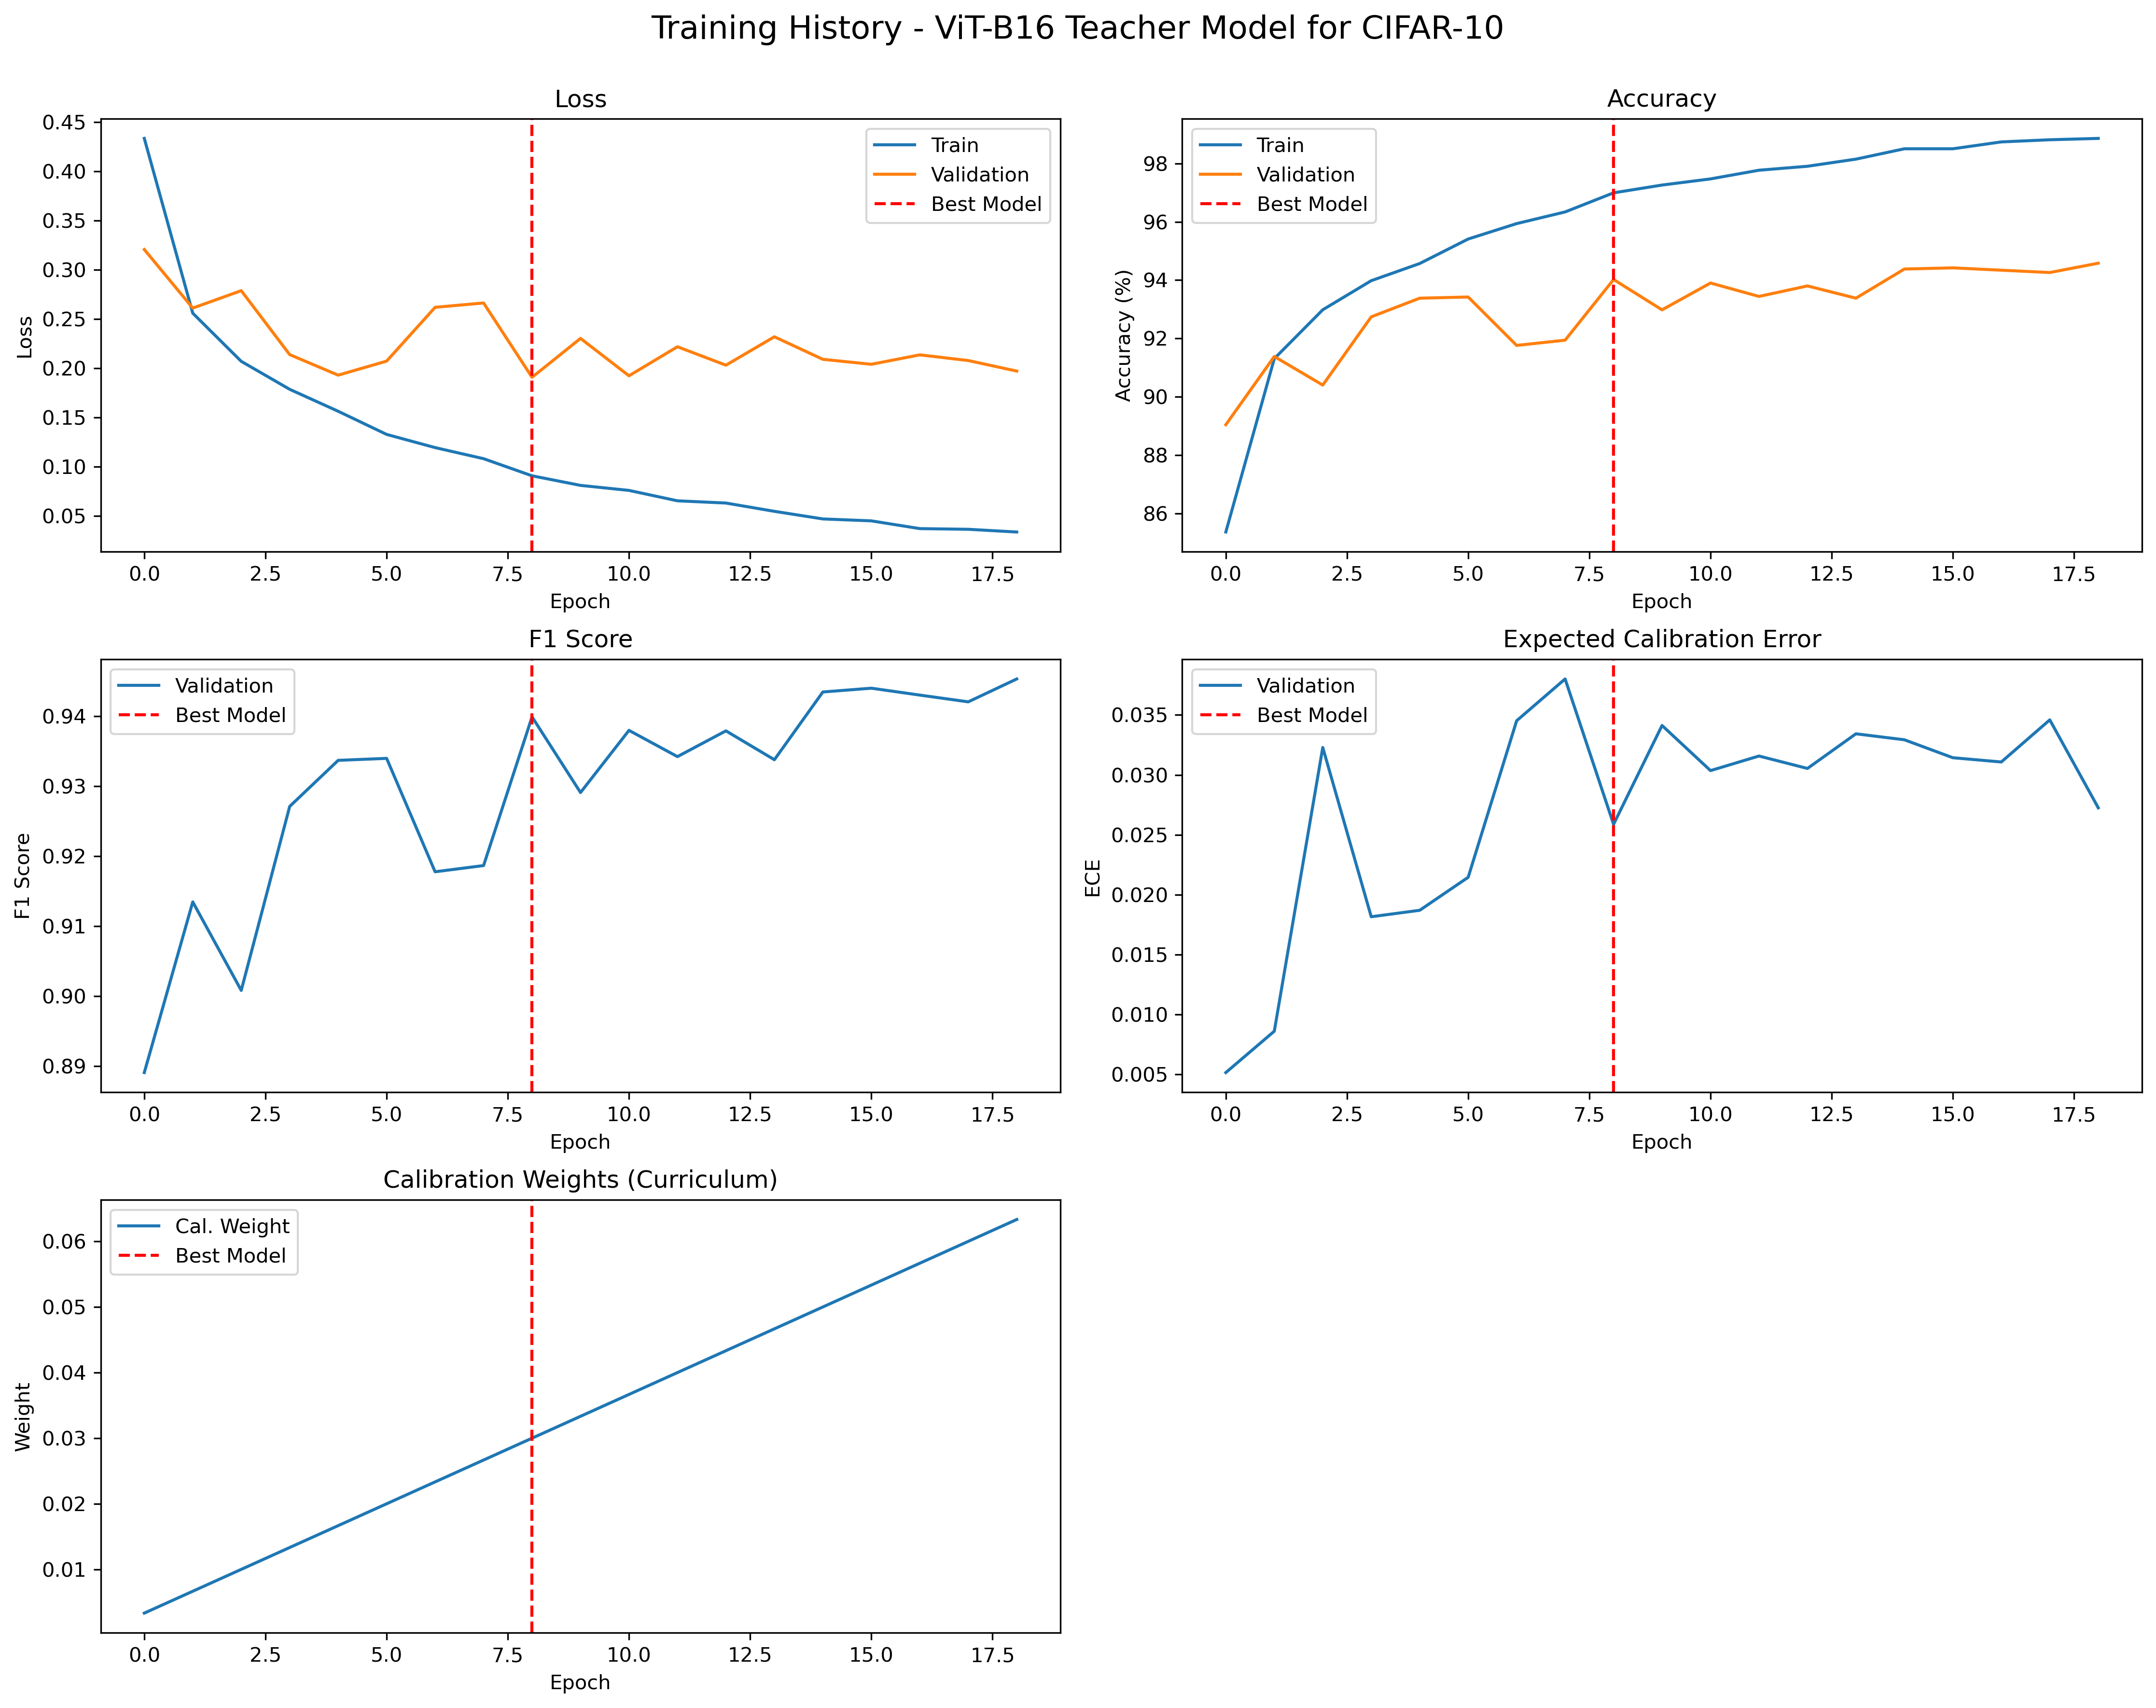 Training History - ViT-B16 Teacher Model for CIFAR-10
Loss
Train
Validation
Best Model
0.45
0.40
0.35
0.30
0.25
0.20
0.15
0.10
0.05
Loss
0.0 2.5 5.0 7.5 10.0 12.5 15.0 17.5
Epoch
Accuracy
Train
Validation
Best Model
98
96
94
92
90
88
86
Accuracy (%)
0.0 2.5 5.0 7.5 10.0 12.5 15.0 17.5
Epoch
F1 Score
Validation
Best Model
0.94
0.93
0.92
0.91
0.90
0.89
F1 Score
0.0 2.5 5.0 7.5 10.0 12.5 15.0 17.5
Epoch
Expected Calibration Error
Validation
Best Model
0.035
0.030
0.025
0.020
0.015
0.010
0.005
ECE
0.0 2.5 5.0 7.5 10.0 12.5 15.0 17.5
Epoch
Calibration Weights (Curriculum)
Cal. Weight
Best Model
0.06
0.05
0.04
0.03
0.02
0.01
Weight
0.0 2.5 5.0 7.5 10.0 12.5 15.0 17.5
Epoch